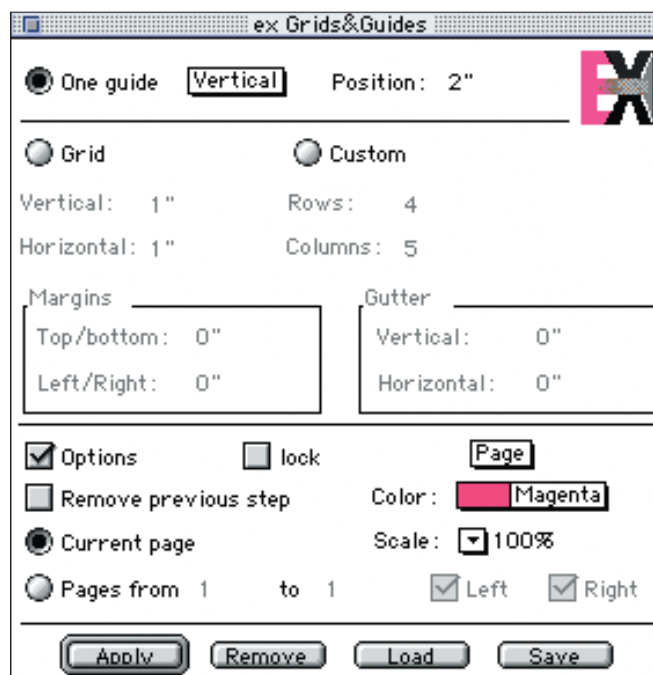 ex Grids&Guides
One guide Vertical Position: 2"
EX
Grid Custom
Vertical: 1" Rows: 4
Horizontal: 1" Columns: 5
Margins Gutter
Top/bottom: 0" Vertical: 0"
Left/Right: 0" Horizontal: 0"
Options lock Page
Remove previous step Color: Magenta
Current page Scale: 100%
Pages from 1 to 1 Left Right
Apply Remove Load Save